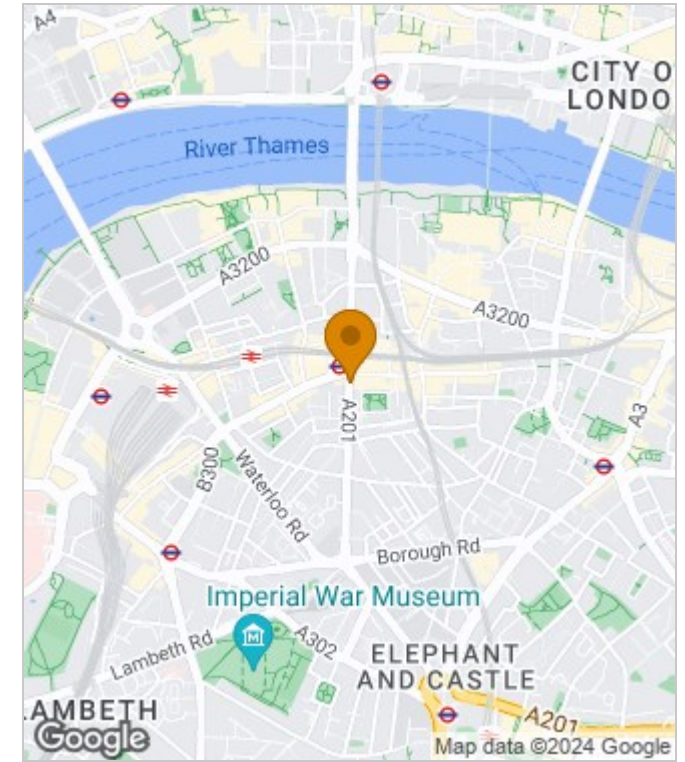 A4
CITY O
LONDO
River Thames
A3200
A3200
A201
A3
B300
Waterloo Rd
Borough Rd
Imperial War Museum
Lambeth Rd
A302
ELEPHANT
AND CASTLE
AMBETH
A201
Google
Map data ©2024 Google